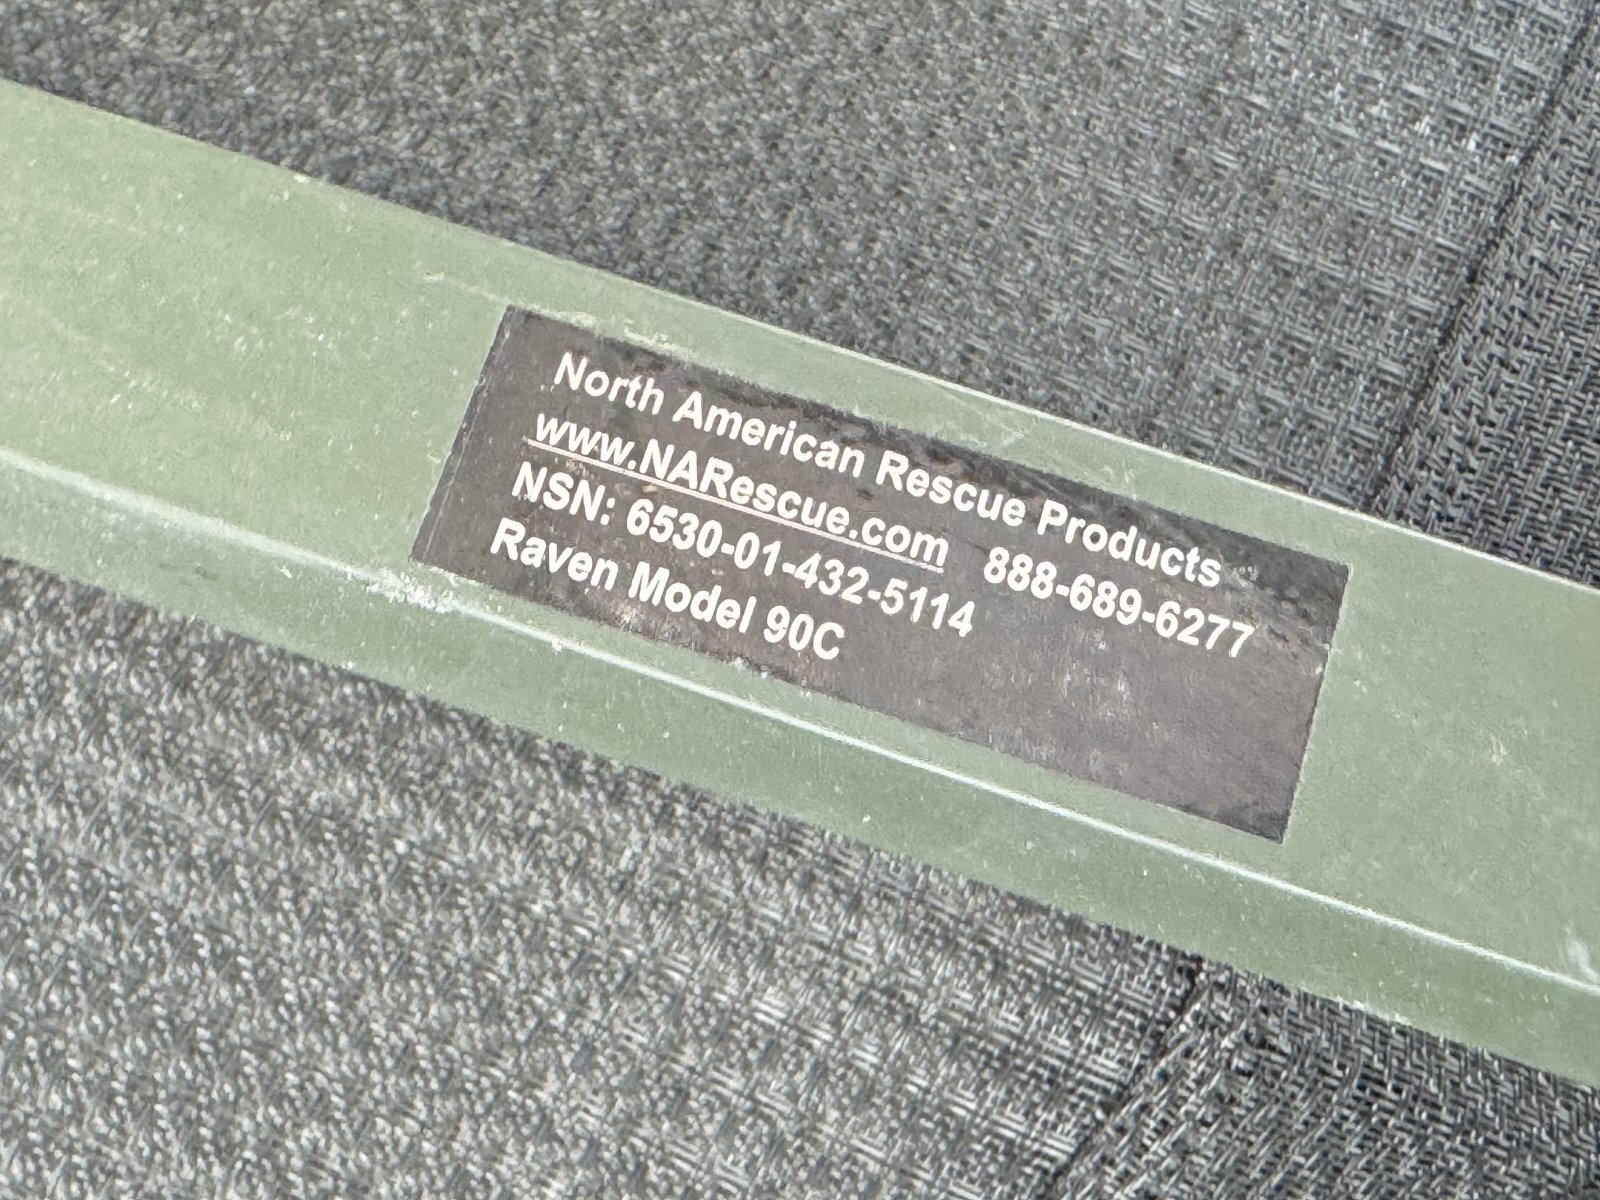 North American Rescue Products
www.NARescue.com 888-689-6277
NSN: 6530-01-432-5114
Raven Model 90C